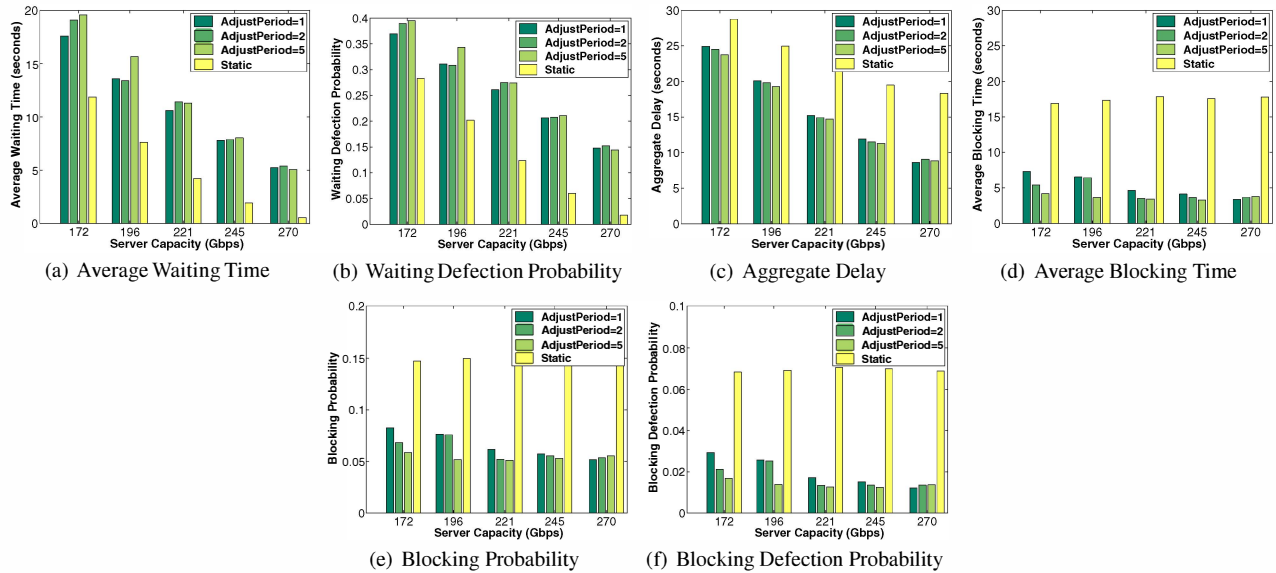 20
15
10
5
0
Average Waiting Time (seconds)
AdjustPeriod=1
AdjustPeriod=2
AdjustPeriod=5
Static
172 196 221 245 270
Server Capacity (Gbps)
(a) Average Waiting Time
0.4
0.35
0.3
0.25
0.2
0.15
0.1
0.05
0
Waiting Defection Probability
AdjustPeriod=1
AdjustPeriod=2
AdjustPeriod=5
Static
172 196 221 245 270
Server Capacity (Gbps)
(b) Waiting Defection Probability
30
25
20
15
10
5
0
Aggregate Delay (seconds)
AdjustPeriod=1
AdjustPeriod=2
AdjustPeriod=5
Static
172 196 221 245 270
Server Capacity (Gbps)
(c) Aggregate Delay
30
25
20
15
10
5
0
Average Blocking Time (seconds)
AdjustPeriod=1
AdjustPeriod=2
AdjustPeriod=5
Static
172 196 221 245 270
Server Capacity (Gbps)
(d) Average Blocking Time
0.2
0.15
0.1
0.05
0
Blocking Probability
AdjustPeriod=1
AdjustPeriod=2
AdjustPeriod=5
Static
172 196 221 245 270
Server Capacity (Gbps)
(e) Blocking Probability
0.1
0.08
0.06
0.04
0.02
0
Blocking Defection Probability
AdjustPeriod=1
AdjustPeriod=2
AdjustPeriod=5
Static
172 196 221 245 270
Server Capacity (Gbps)
(f) Blocking Defection Probability